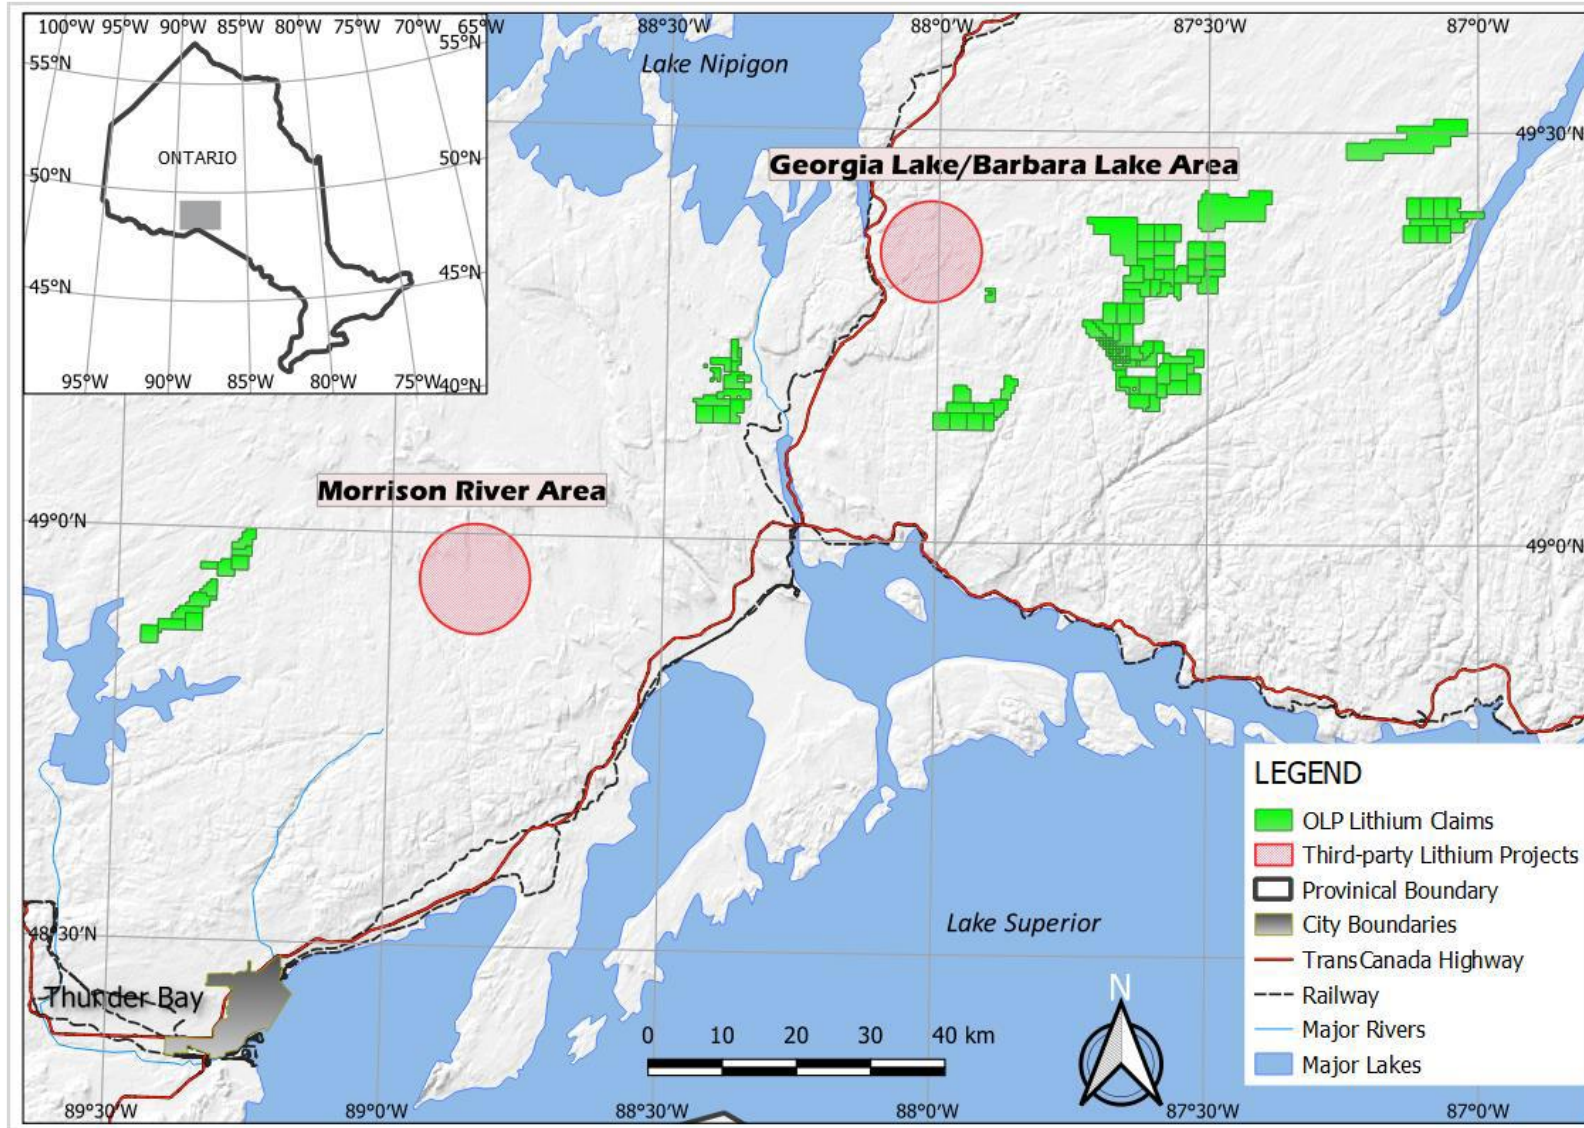 100°W 95°W 90°W 85°W 80°W 75°W 70°W 65°W
88°30'W 88°0'W 87°30'W 87°0'W
55°N
55°N
Lake Nipigon
49°30'N
ONTARIO
50°N
50°N
Georgia Lake/Barbara Lake Area
45°N
45°N
95°W 90°W 85°W 80°W 75°W 40°N
Morrison River Area
49°0'N
49°0'N
LEGEND
OLP Lithium Claims
Third-party Lithium Projects
Provinical Boundary
City Boundaries
TransCanada Highway
Railway
Major Rivers
Major Lakes
Lake Superior
48°30'N
Thunder Bay
N
0 10 20 30 40 km
89°30'W 89°0'W 88°30'W 88°0'W 87°30'W 87°0'W